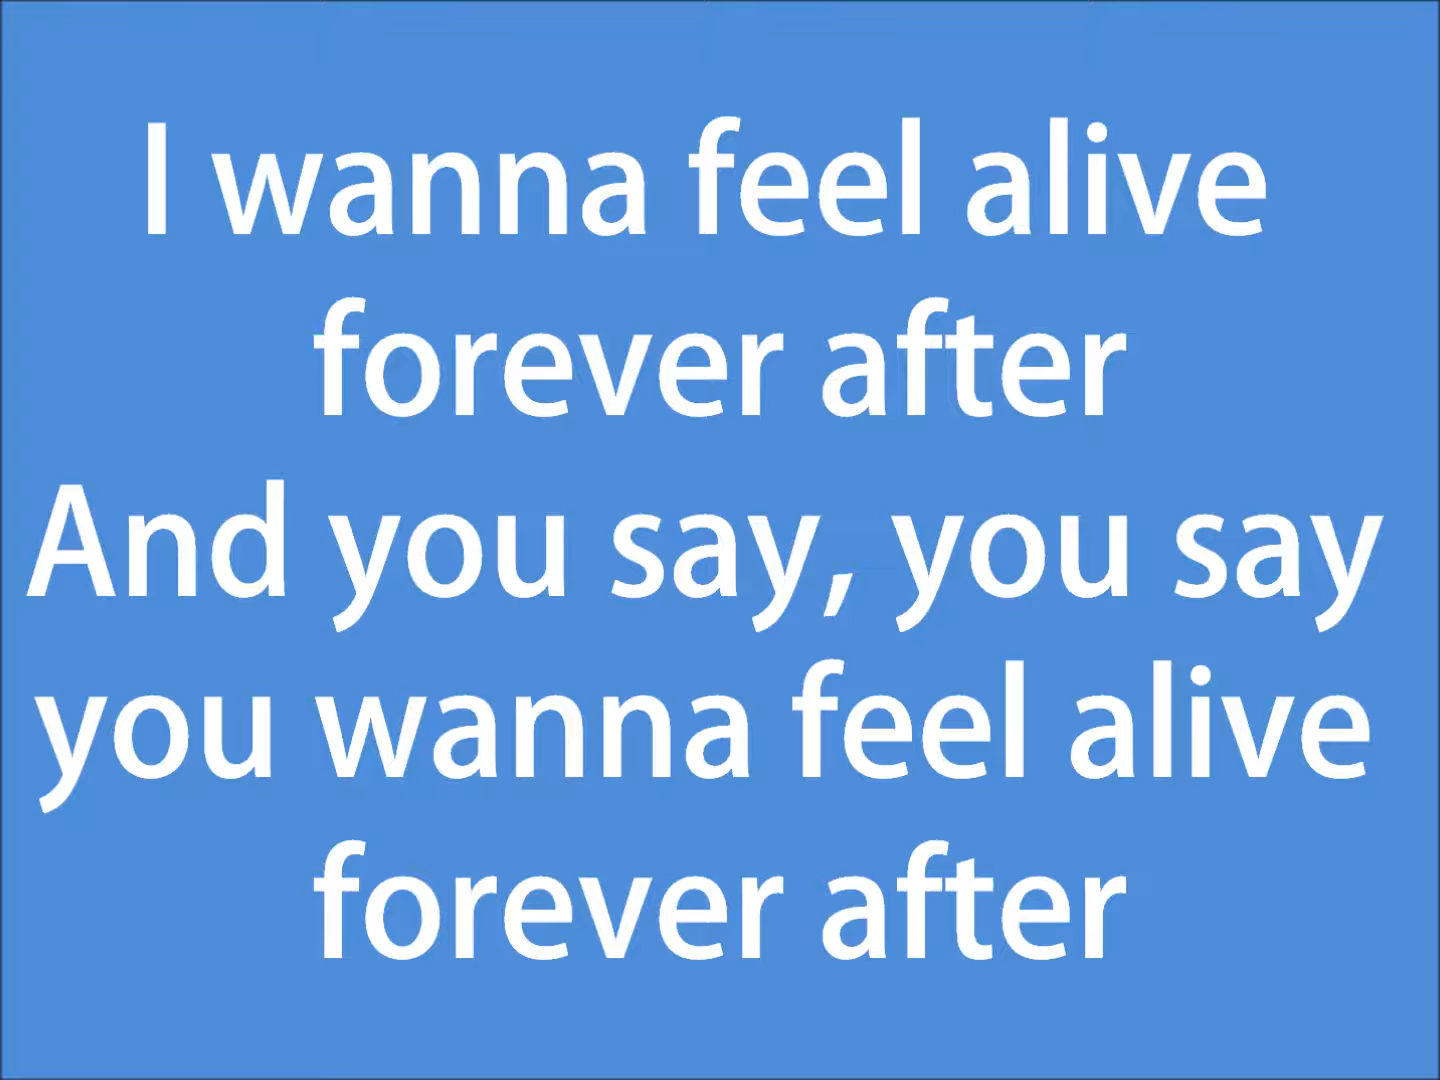 I wanna feel alive
forever after
And you say, you say
you wanna feel alive
forever after